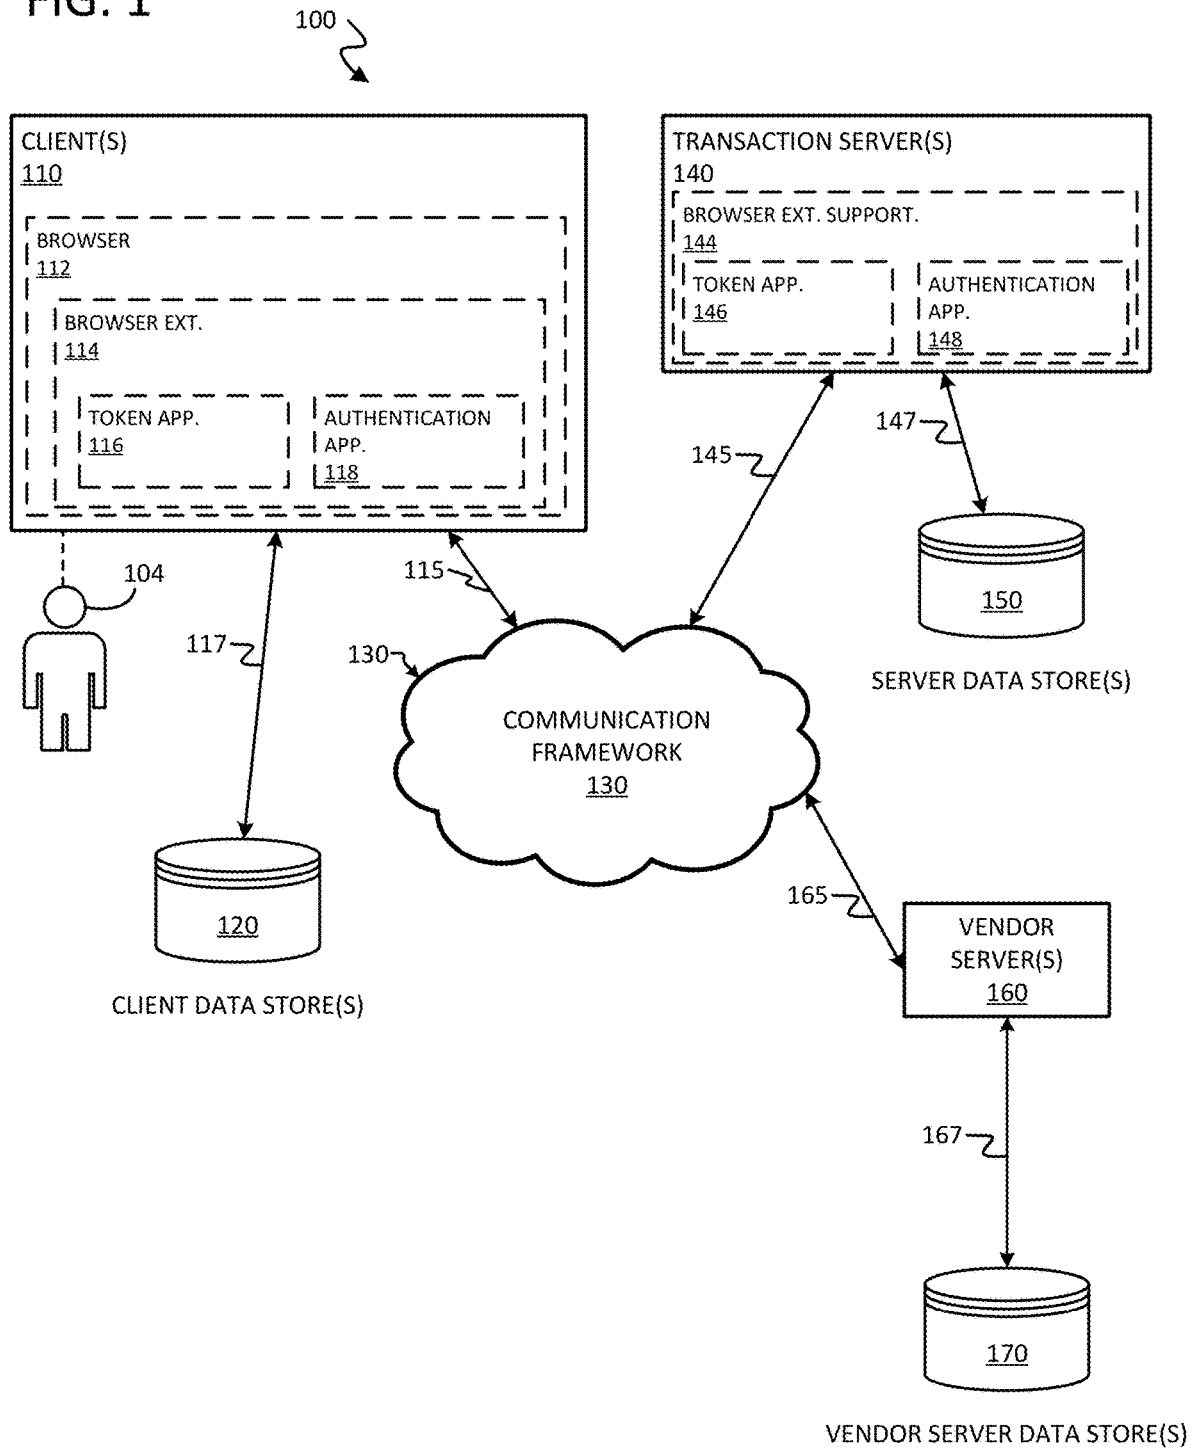 FIG. 1
100
CLIENT(S)
110
BROWSER
112
BROWSER EXT.
114
TOKEN APP.
116
AUTHENTICATION
APP.
118
TRANSACTION SERVER(S)
140
BROWSER EXT. SUPPORT.
144
TOKEN APP.
146
AUTHENTICATION
APP.
148
104
117
115
145
147
150
SERVER DATA STORE(S)
130
COMMUNICATION
FRAMEWORK
130
120
CLIENT DATA STORE(S)
165
VENDOR
SERVER(S)
160
167
170
VENDOR SERVER DATA STORE(S)